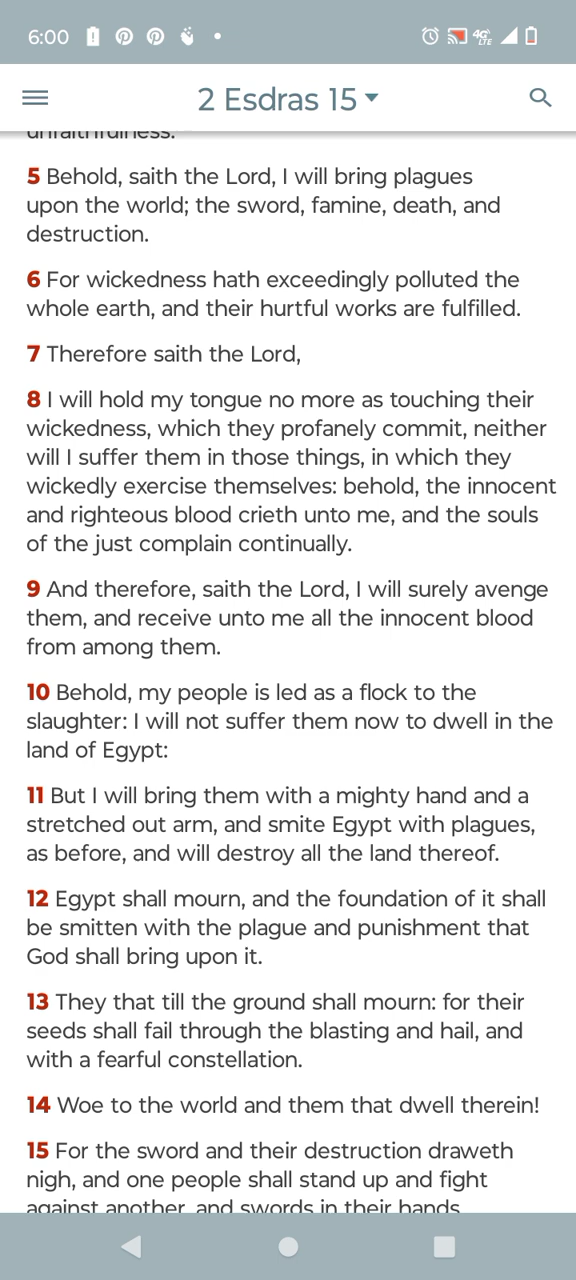 6:00
4G
LTE
2 Esdras 15
unfaithfulness.
5 Behold, saith the Lord, I will bring plagues
upon the world; the sword, famine, death, and
destruction.
6 For wickedness hath exceedingly polluted the
whole earth, and their hurtful works are fulfilled.
7 Therefore saith the Lord,
8 I will hold my tongue no more as touching their
wickedness, which they profanely commit, neither
will I suffer them in those things, in which they
wickedly exercise themselves: behold, the innocent
and righteous blood crieth unto me, and the souls
of the just complain continually.
9 And therefore, saith the Lord, I will surely avenge
them, and receive unto me all the innocent blood
from among them.
10 Behold, my people is led as a flock to the
slaughter: I will not suffer them now to dwell in the
land of Egypt:
11 But I will bring them with a mighty hand and a
stretched out arm, and smite Egypt with plagues,
as before, and will destroy all the land thereof.
12 Egypt shall mourn, and the foundation of it shall
be smitten with the plague and punishment that
God shall bring upon it.
13 They that till the ground shall mourn: for their
seeds shall fail through the blasting and hail, and
with a fearful constellation.
14 Woe to the world and them that dwell therein!
15 For the sword and their destruction draweth
nigh, and one people shall stand up and fight
against another, and swords in their hands.